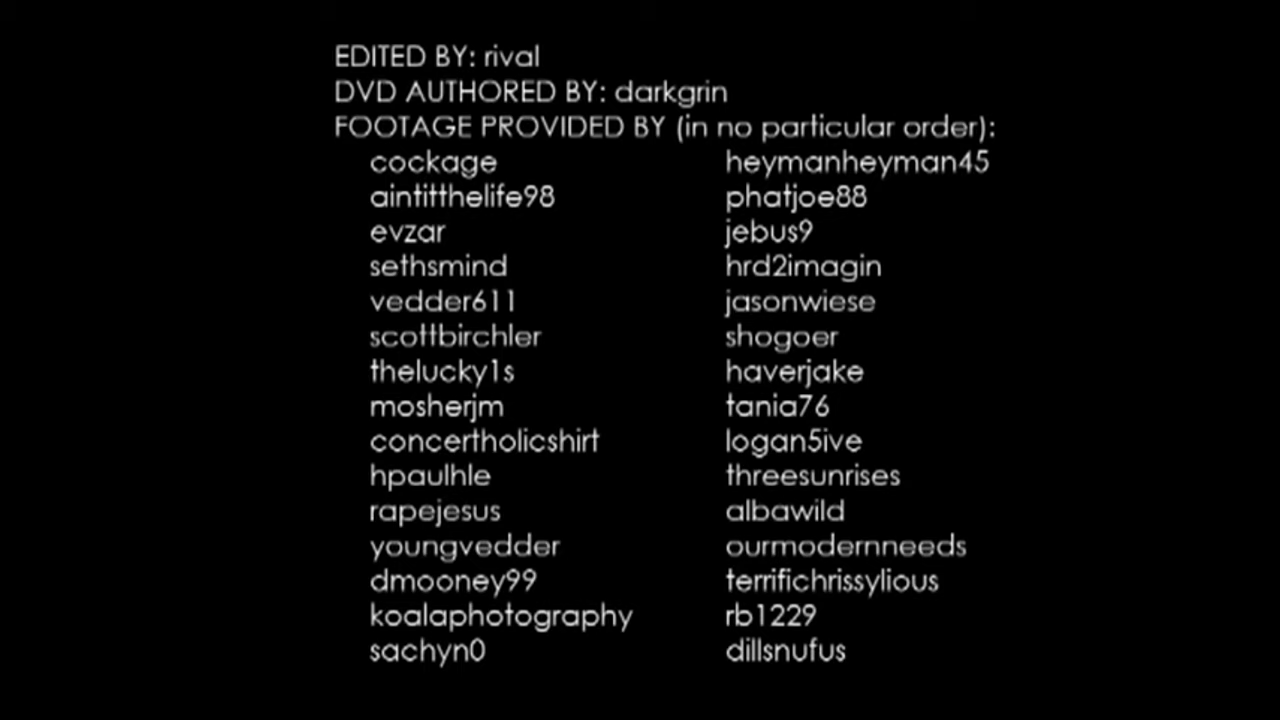 EDITED BY: rival
DVD AUTHORED BY: darkgrin
FOOTAGE PROVIDED BY (in no particular order):
cockage heymanheyman45
aintitthelife98 phatjoe88
evzar jebus9
sethsmind hrd2imagin
vedder611 jasonwiese
scottbirchler shogoer
thelucky1s haverjake
mosherjm tania76
concertholicshirt logan5ive
hpaulhle threesunrises
rapejesus albawild
youngvedder ourmodernneeds
dmooney99 terrifichrissylious
koalaphotography rb1229
sachyn0 dillsnufus